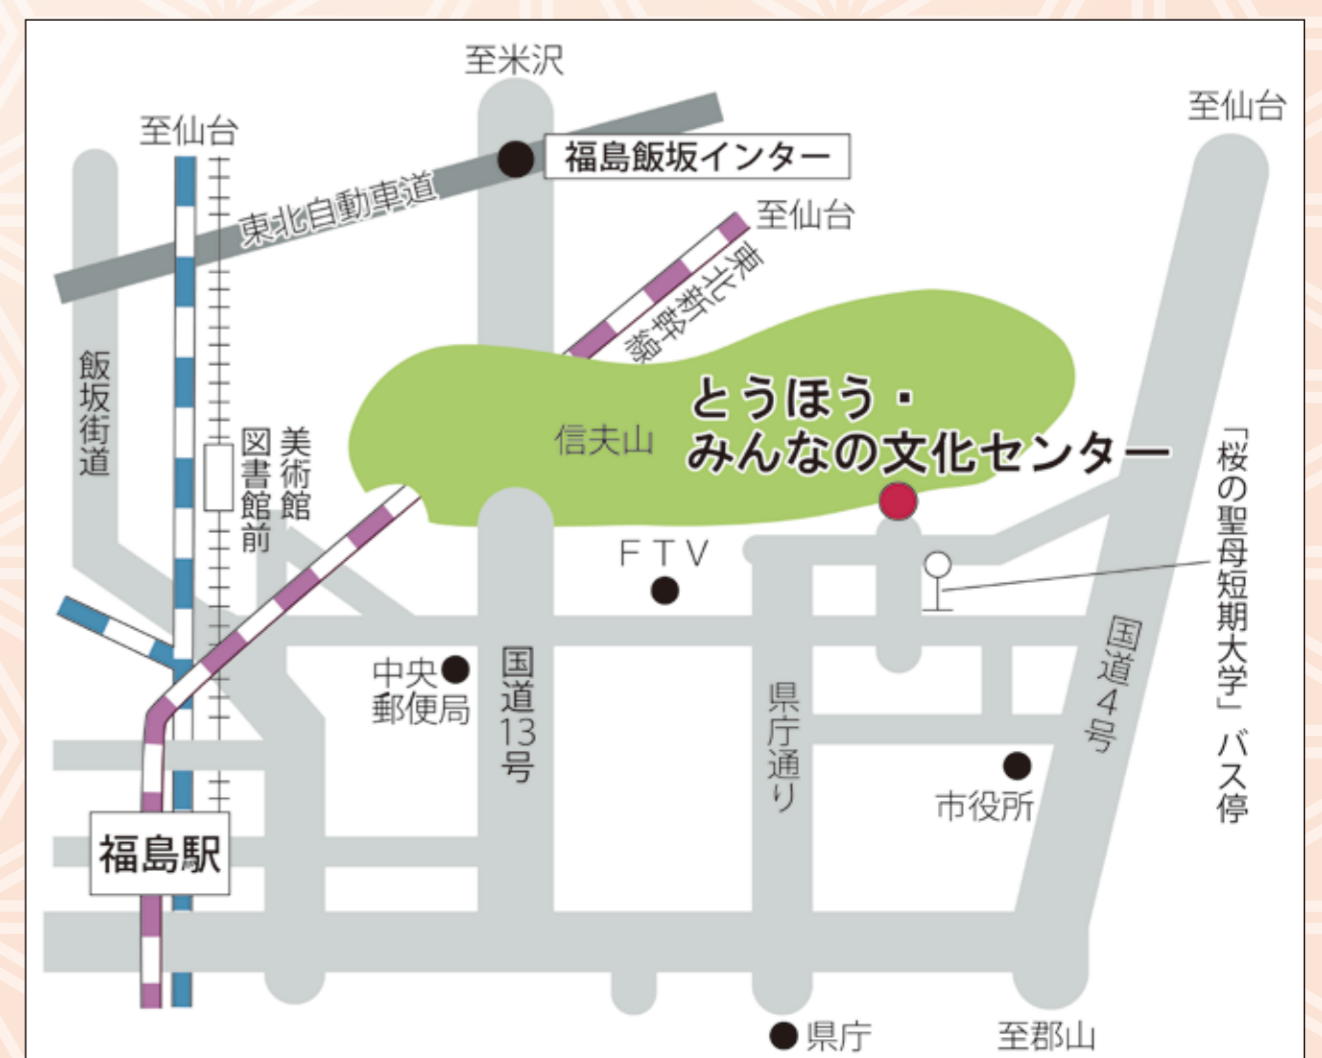 至米沢
至仙台
至仙台
福島飯坂インター
東北自動車道
至仙台
東北新幹線
飯坂街道
美術館
図書館前
とうほう・
みんなの文化センター
信夫山
「桜の聖母短期大学」バス停
FTV
中央
郵便局
国道13号
県庁通り
国道4号
市役所
福島駅
県庁
至郡山